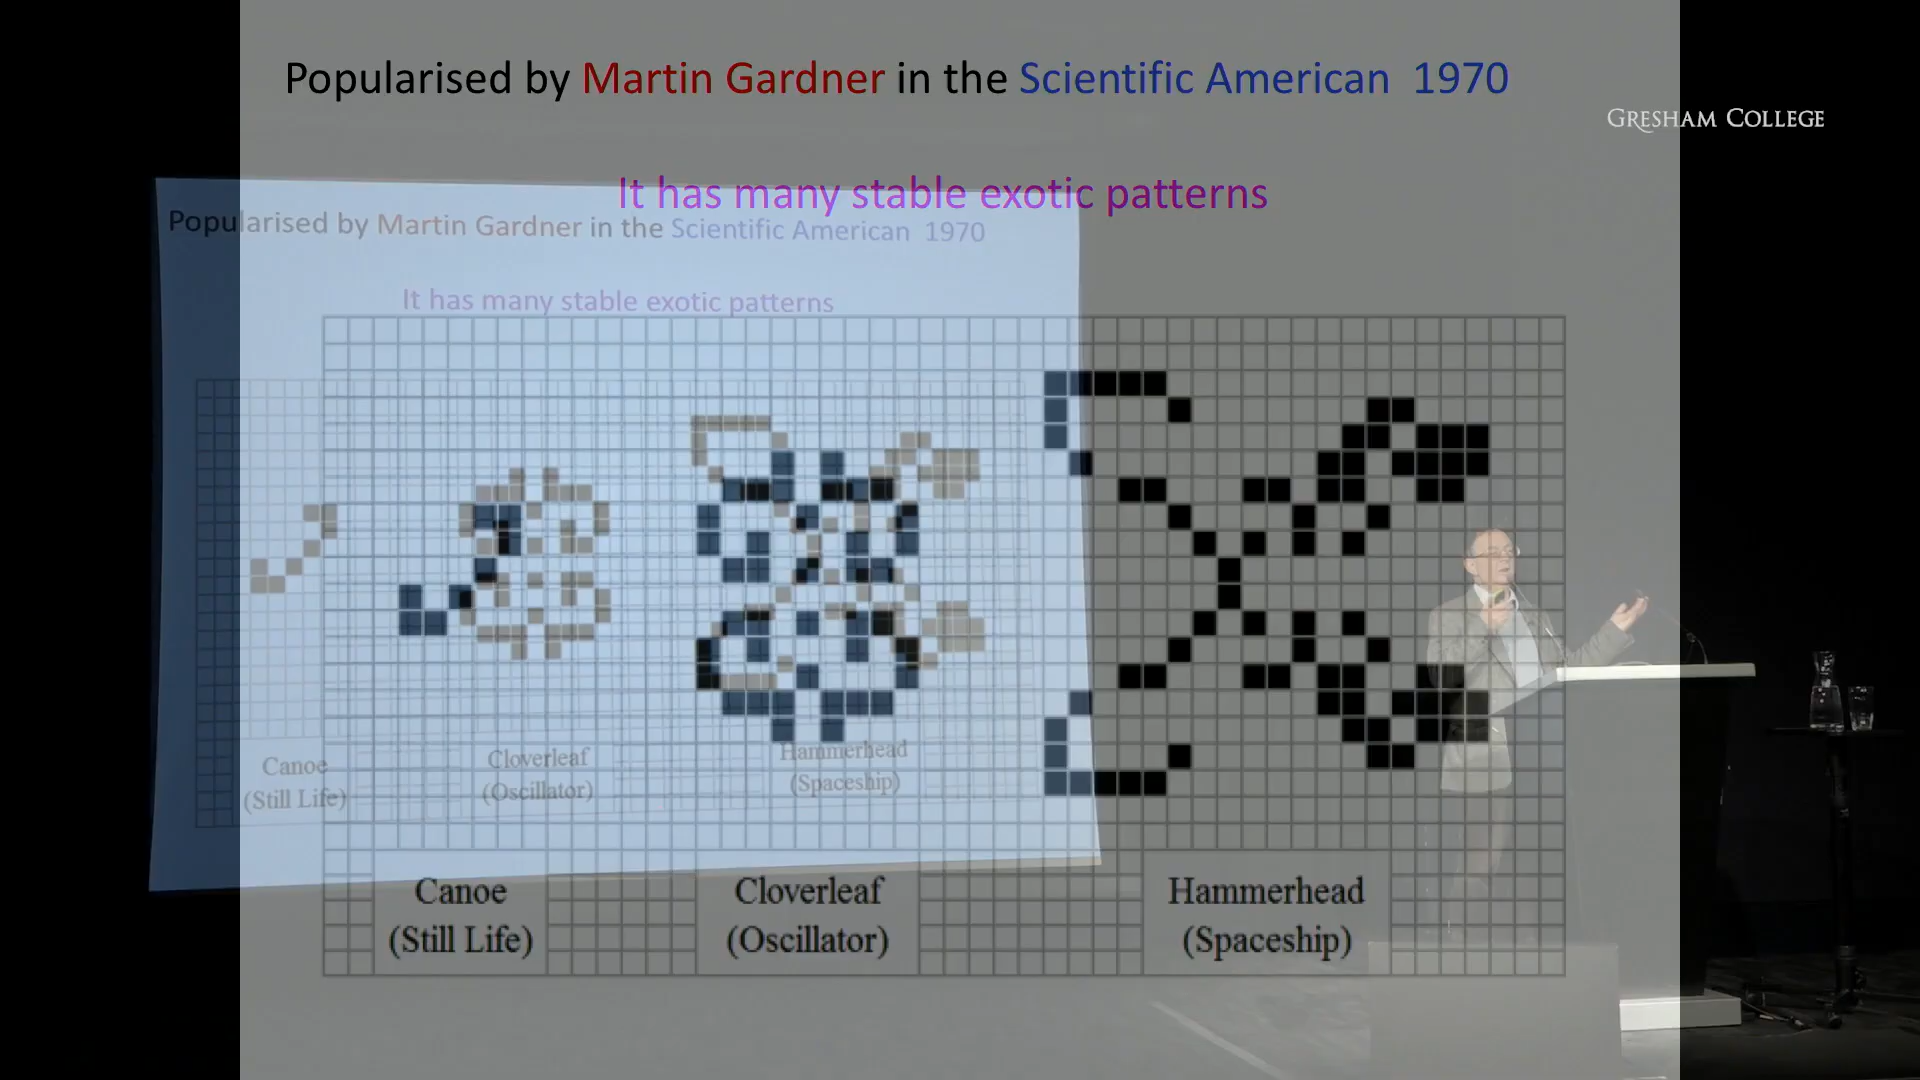 Popularised by Martin Gardner in the Scientific American 1970
GRESHAM COLLEGE
It has many stable exotic patterns
Popularised by Martin Gardner in the Scientific American 1970
It has many stable exotic patterns
Canoe
(Still Life)
Cloverleaf
(Oscillator)
Hammerhead
(Spaceship)
Canoe
(Still Life)
Cloverleaf
(Oscillator)
Hammerhead
(Spaceship)